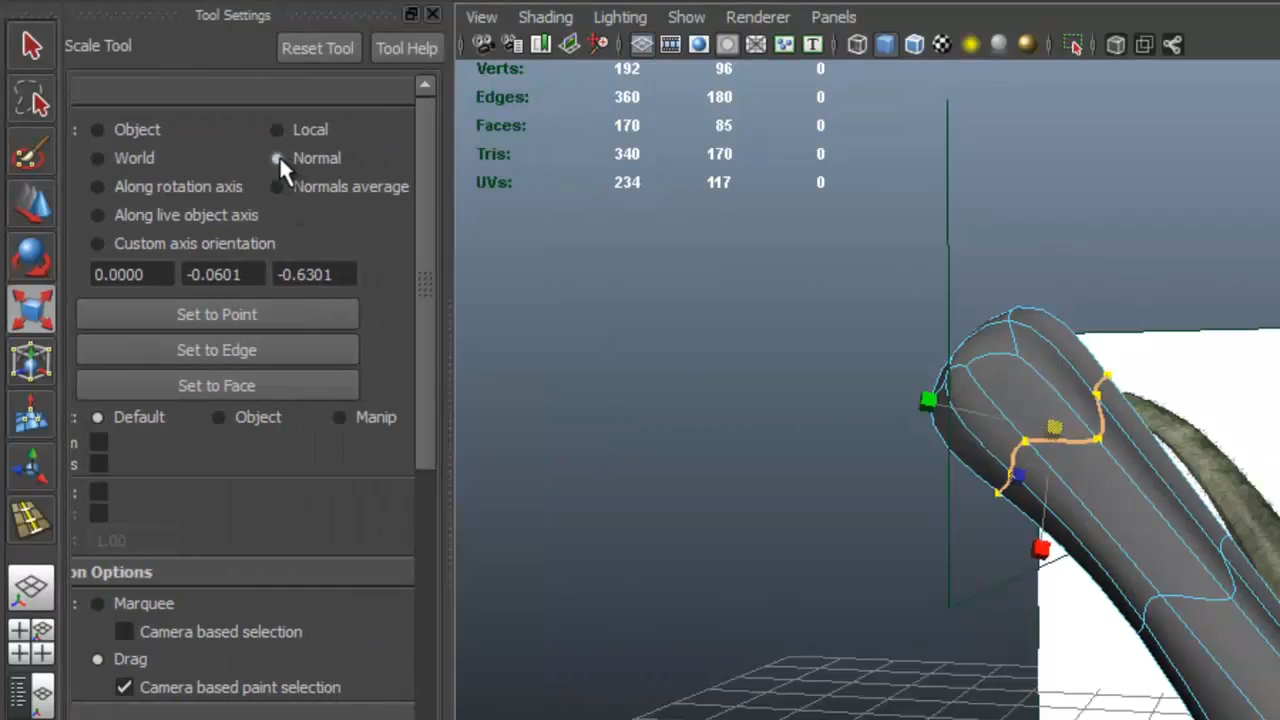 Tool Settings
Scale Tool
Reset Tool
Tool Help
: Object Local
World Normal
Along rotation axis Normals average
Along live object axis
Custom axis orientation
0.0000 -0.0601 -0.6301
Set to Point
Set to Edge
Set to Face
: Default Object Manip
n
s
:
:
: 1.00
on Options
: Marquee
Camera based selection
Drag
Camera based paint selection
View Shading Lighting Show Renderer Panels
T
Verts: 192 96 0
Edges: 360 180 0
Faces: 170 85 0
Tris: 340 170 0
UVs: 234 117 0